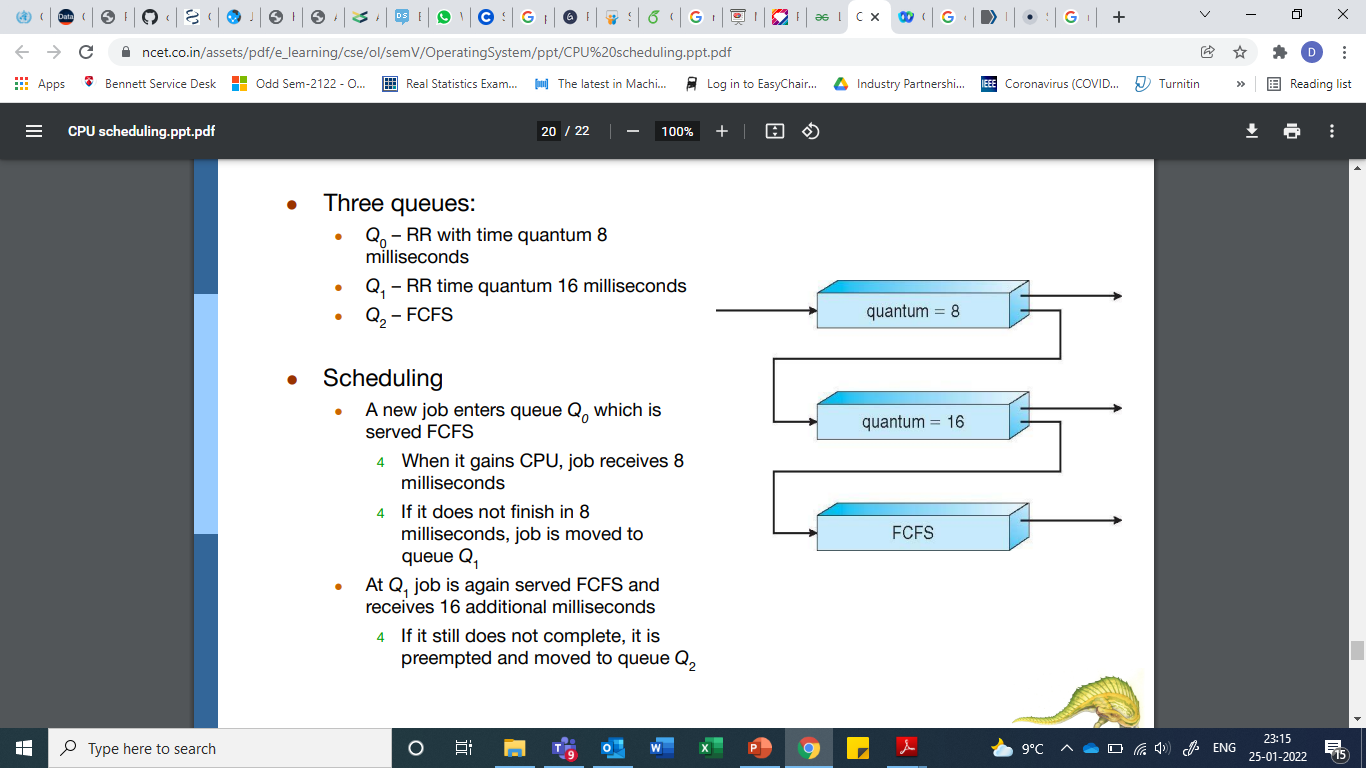 ncet.co.in/assets/pdf/e_learning/cse/ol/semV/OperatingSystem/ppt/CPU%20scheduling.ppt.pdf
Apps
Bennett Service Desk
Odd Sem-2122 - O...
Real Statistics Exam...
The latest in Machi...
Log in to EasyChair...
Industry Partnershi...
Coronavirus (COVID...
Turnitin
»
Reading list
CPU scheduling.ppt.pdf
20 / 22
100%
Three queues:
Q0 – RR with time quantum 8
milliseconds
Q1 – RR time quantum 16 milliseconds
Q2 – FCFS
Scheduling
A new job enters queue Q0 which is
served FCFS
4 When it gains CPU, job receives 8
milliseconds
4 If it does not finish in 8
milliseconds, job is moved to
queue Q1
At Q1 job is again served FCFS and
receives 16 additional milliseconds
4 If it still does not complete, it is
preempted and moved to queue Q2
quantum = 8
quantum = 16
FCFS
Type here to search
9°C
ENG
23:15
25-01-2022
15